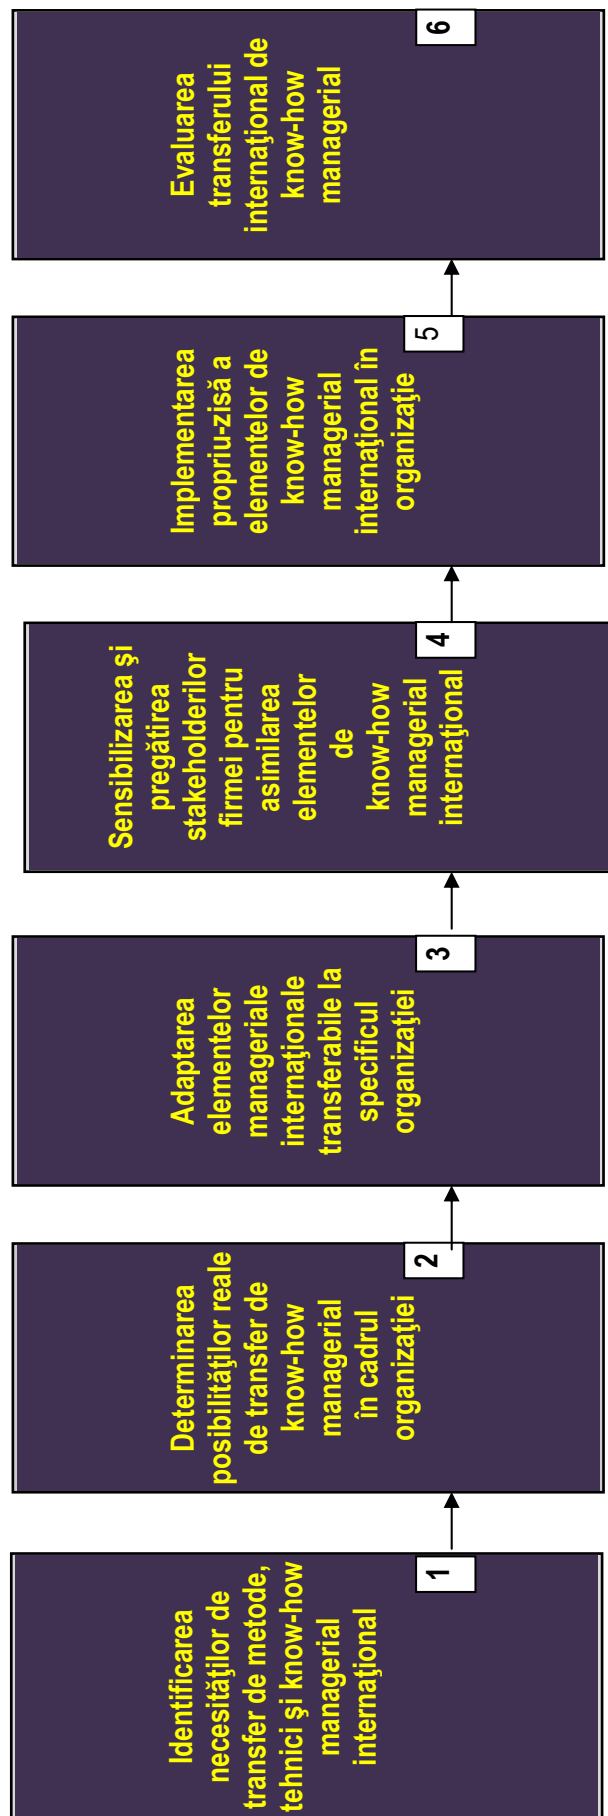 Identificarea
necesităţilor de
transfer de metode,
tehnici şi know-how
managerial
internaţional
1
Determinarea
posibilităţilor reale
de transfer de
know-how
managerial
în cadrul
organizaţiei
2
Adaptarea
elementelor
manageriale
internaţionale
transferabile la
specificul
organizaţiei
3
Sensibilizarea şi
pregătirea
stakeholderilor
firmei pentru
asimilarea
elementelor
de
know-how
managerial
internaţional
4
Implementarea
propriu-zisă a
elementelor de
know-how
managerial
internaţional în
organizaţie
5
Evaluarea
transferului
internaţional de
know-how
managerial
6